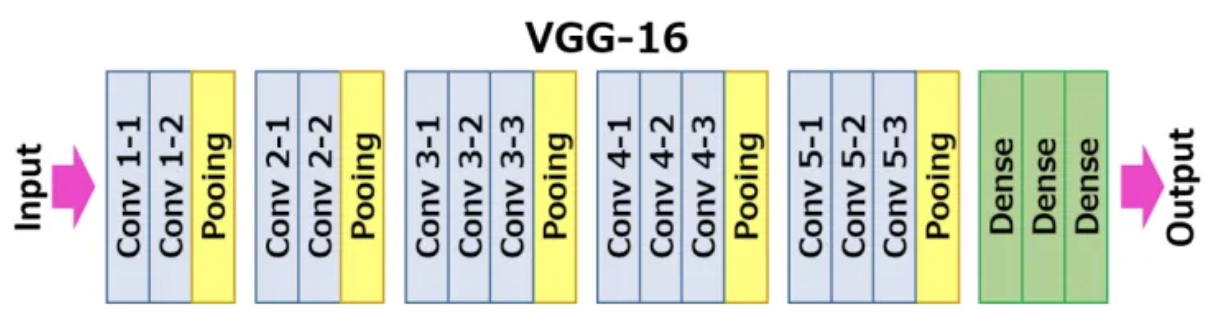 VGG-16
Input
Conv 1-1
Conv 1-2
Pooing
Conv 2-1
Conv 2-2
Pooing
Conv 3-1
Conv 3-2
Conv 3-3
Pooing
Conv 4-1
Conv 4-2
Conv 4-3
Pooing
Conv 5-1
Conv 5-2
Conv 5-3
Pooing
Dense
Dense
Dense
Output